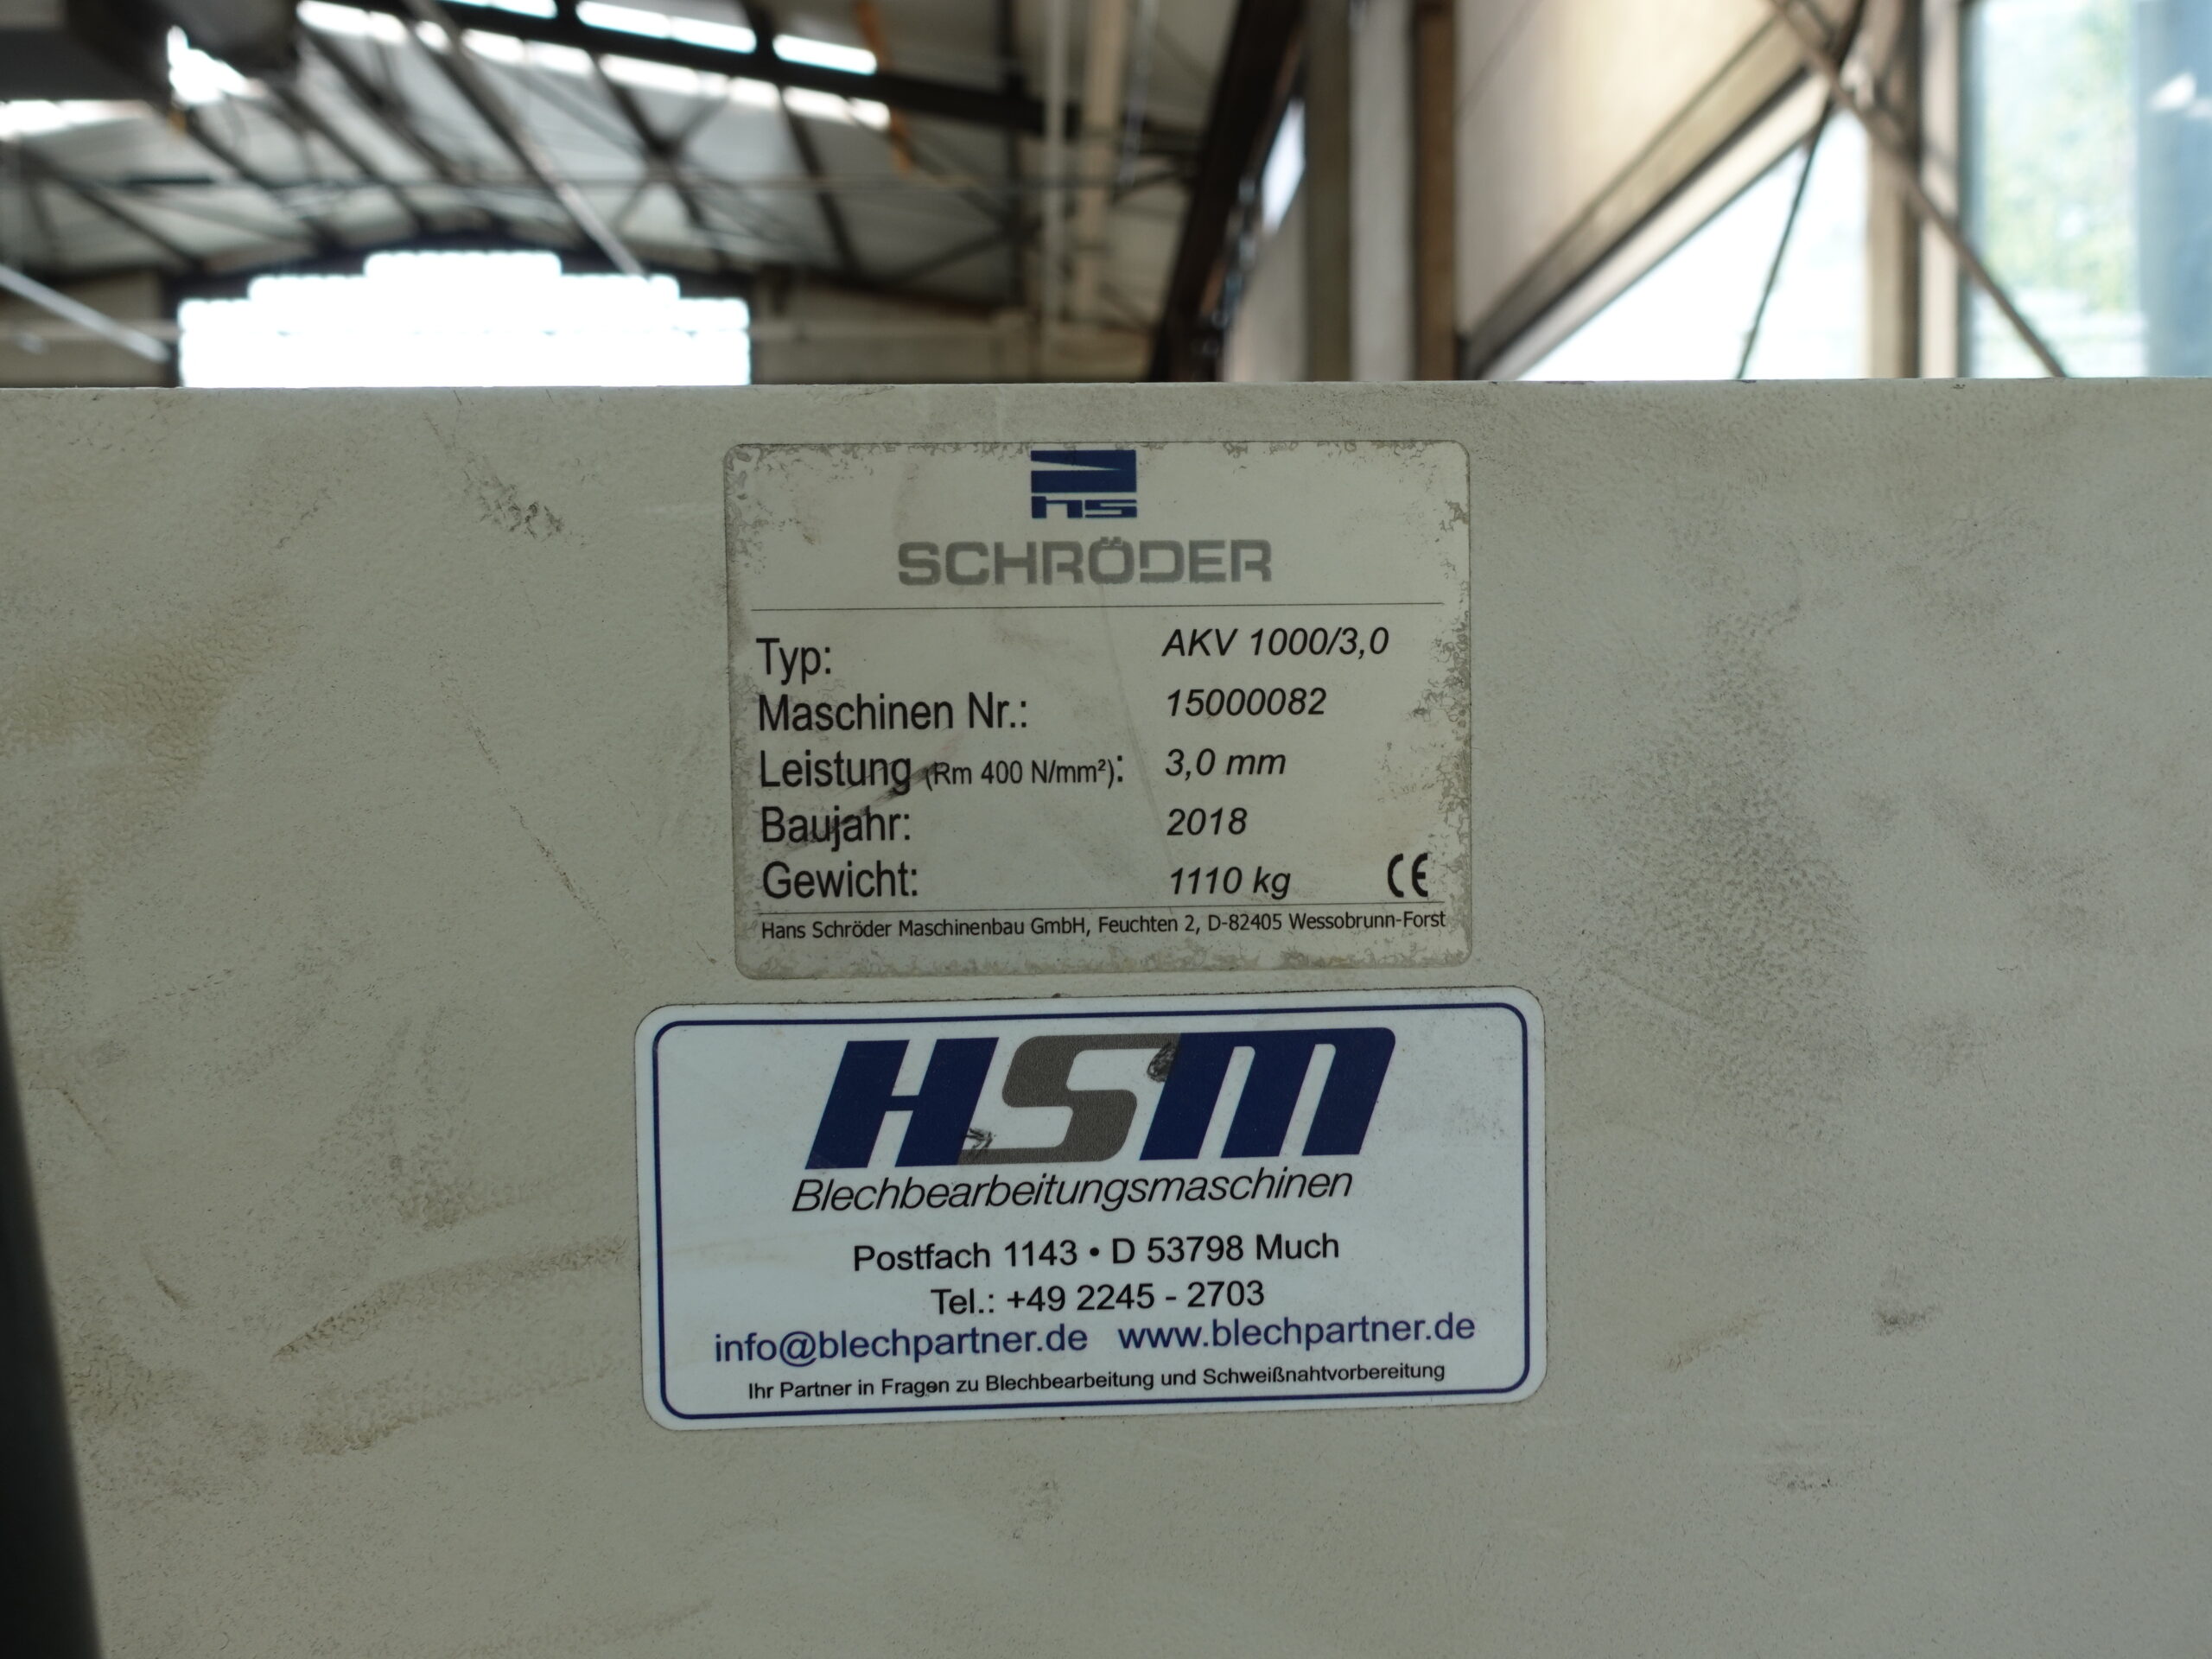 hs
SCHRÖDER
Typ: AKV 1000/3,0
Maschinen Nr.: 15000082
Leistung (Rm 400 N/mm²): 3,0 mm
Baujahr: 2018
Gewicht: 1110 kg CE
Hans Schröder Maschinenbau GmbH, Feuchten 2, D-82405 Wessobrunn-Forst
HSM
Blechbearbeitungsmaschinen
Postfach 1143 • D 53798 Much
Tel.: +49 2245 - 2703
info@blechpartner.de www.blechpartner.de
Ihr Partner in Fragen zu Blechbearbeitung und Schweißnahtvorbereitung